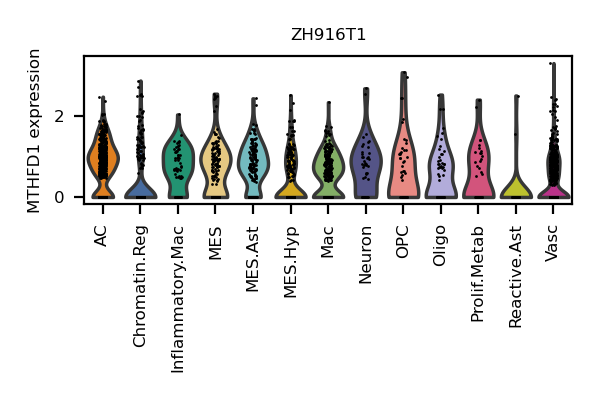 ZH916T1
MTHFD1 expression
2
0
AC
Chromatin.Reg
Inflammatory.Mac
MES
MES.Ast
MES.Hyp
Mac
Neuron
OPC
Oligo
Prolif.Metab
Reactive.Ast
Vasc